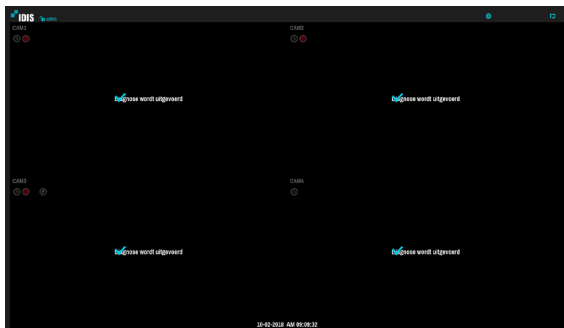 IDIS admin
CAM1
CAM2
Diagnose wordt uitgevoerd
Diagnose wordt uitgevoerd
CAM3
CAM4
Diagnose wordt uitgevoerd
Diagnose wordt uitgevoerd
10-02-2018 AM 09:09:32